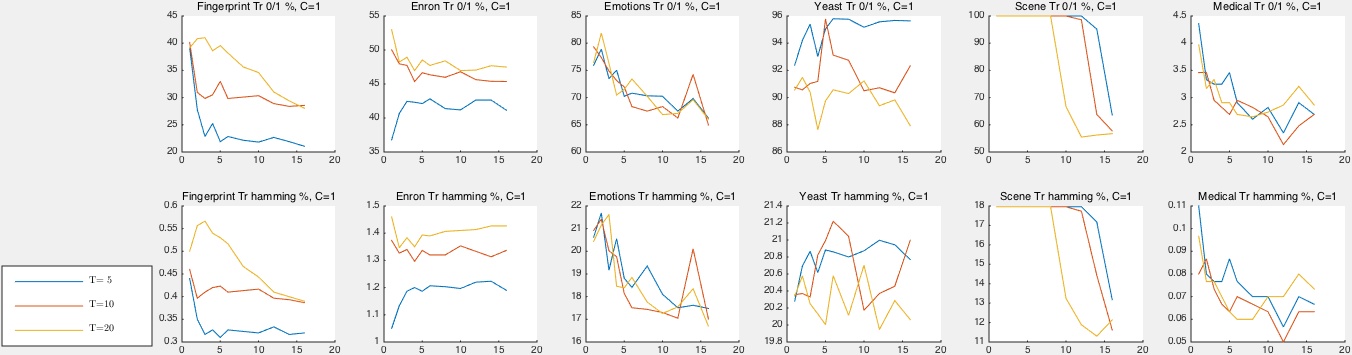 Fingerprint Tr 0/1 %, C=1
45
40
35
30
25
20
0 5 10 15 20
Enron Tr 0/1 %, C=1
55
50
45
40
35
0 5 10 15 20
Emotions Tr 0/1 %, C=1
85
80
75
70
65
60
0 5 10 15 20
Yeast Tr 0/1 %, C=1
96
94
92
90
88
86
0 5 10 15 20
Scene Tr 0/1 %, C=1
100
90
80
70
60
50
0 5 10 15 20
Medical Tr 0/1 %, C=1
4.5
4
3.5
3
2.5
2
0 5 10 15 20
Fingerprint Tr hamming %, C=1
0.6
0.55
0.5
0.45
0.4
0.35
0.3
0 5 10 15 20
Enron Tr hamming %, C=1
1.5
1.4
1.3
1.2
1.1
1
0 5 10 15 20
Emotions Tr hamming %, C=1
22
21
20
19
18
17
16
0 5 10 15 20
Yeast Tr hamming %, C=1
21.4
21.2
21
20.8
20.6
20.4
20.2
20
19.8
0 5 10 15 20
Scene Tr hamming %, C=1
18
17
16
15
14
13
12
11
0 5 10 15 20
Medical Tr hamming %, C=1
0.11
0.1
0.09
0.08
0.07
0.06
0.05
0 5 10 15 20
T= 5
T=10
T=20